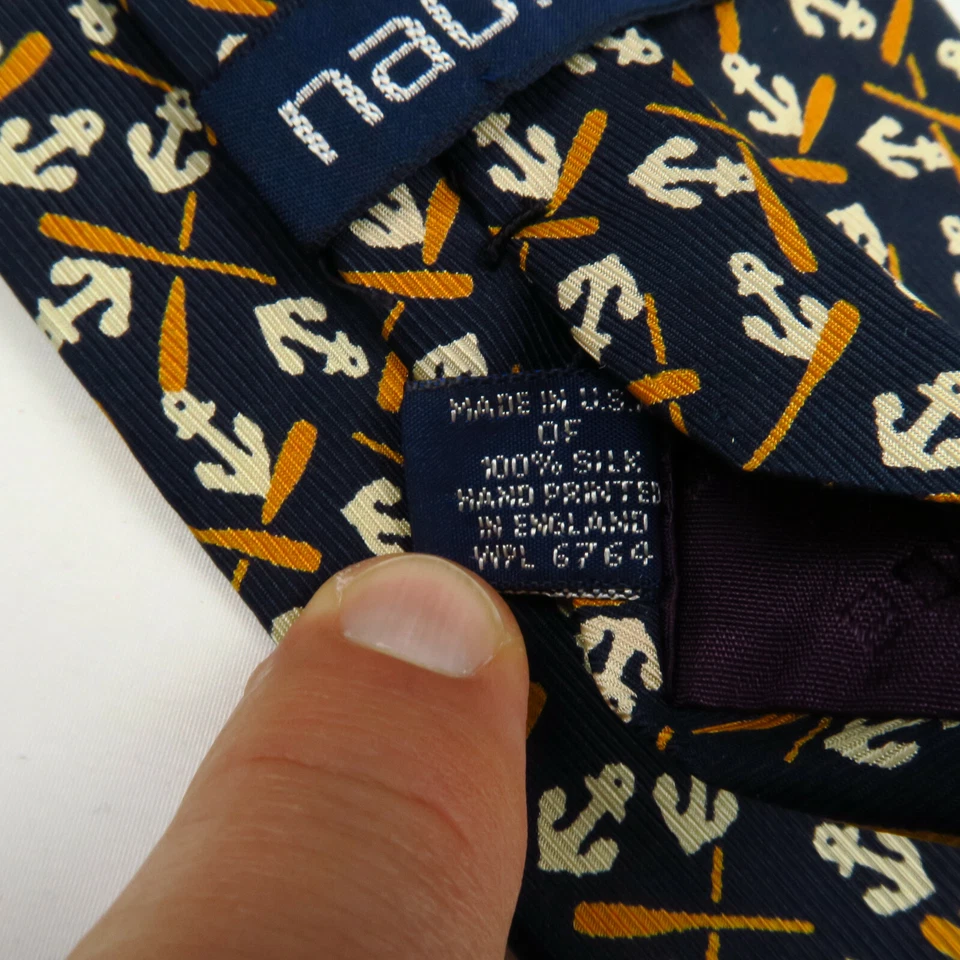 nau
MADE IN U.S.
OF
100% SILK
HAND PRINTED
IN ENGLAND
WPL 6764